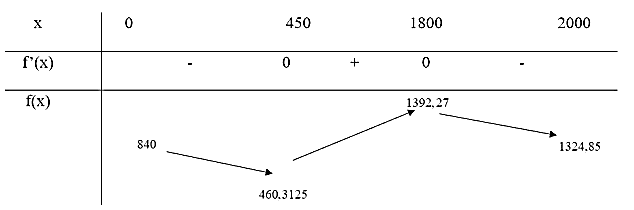 x 0 450 1800 2000
f'(x) - 0 + 0 -
f(x) 1392,27
840 1324,85
460,3125